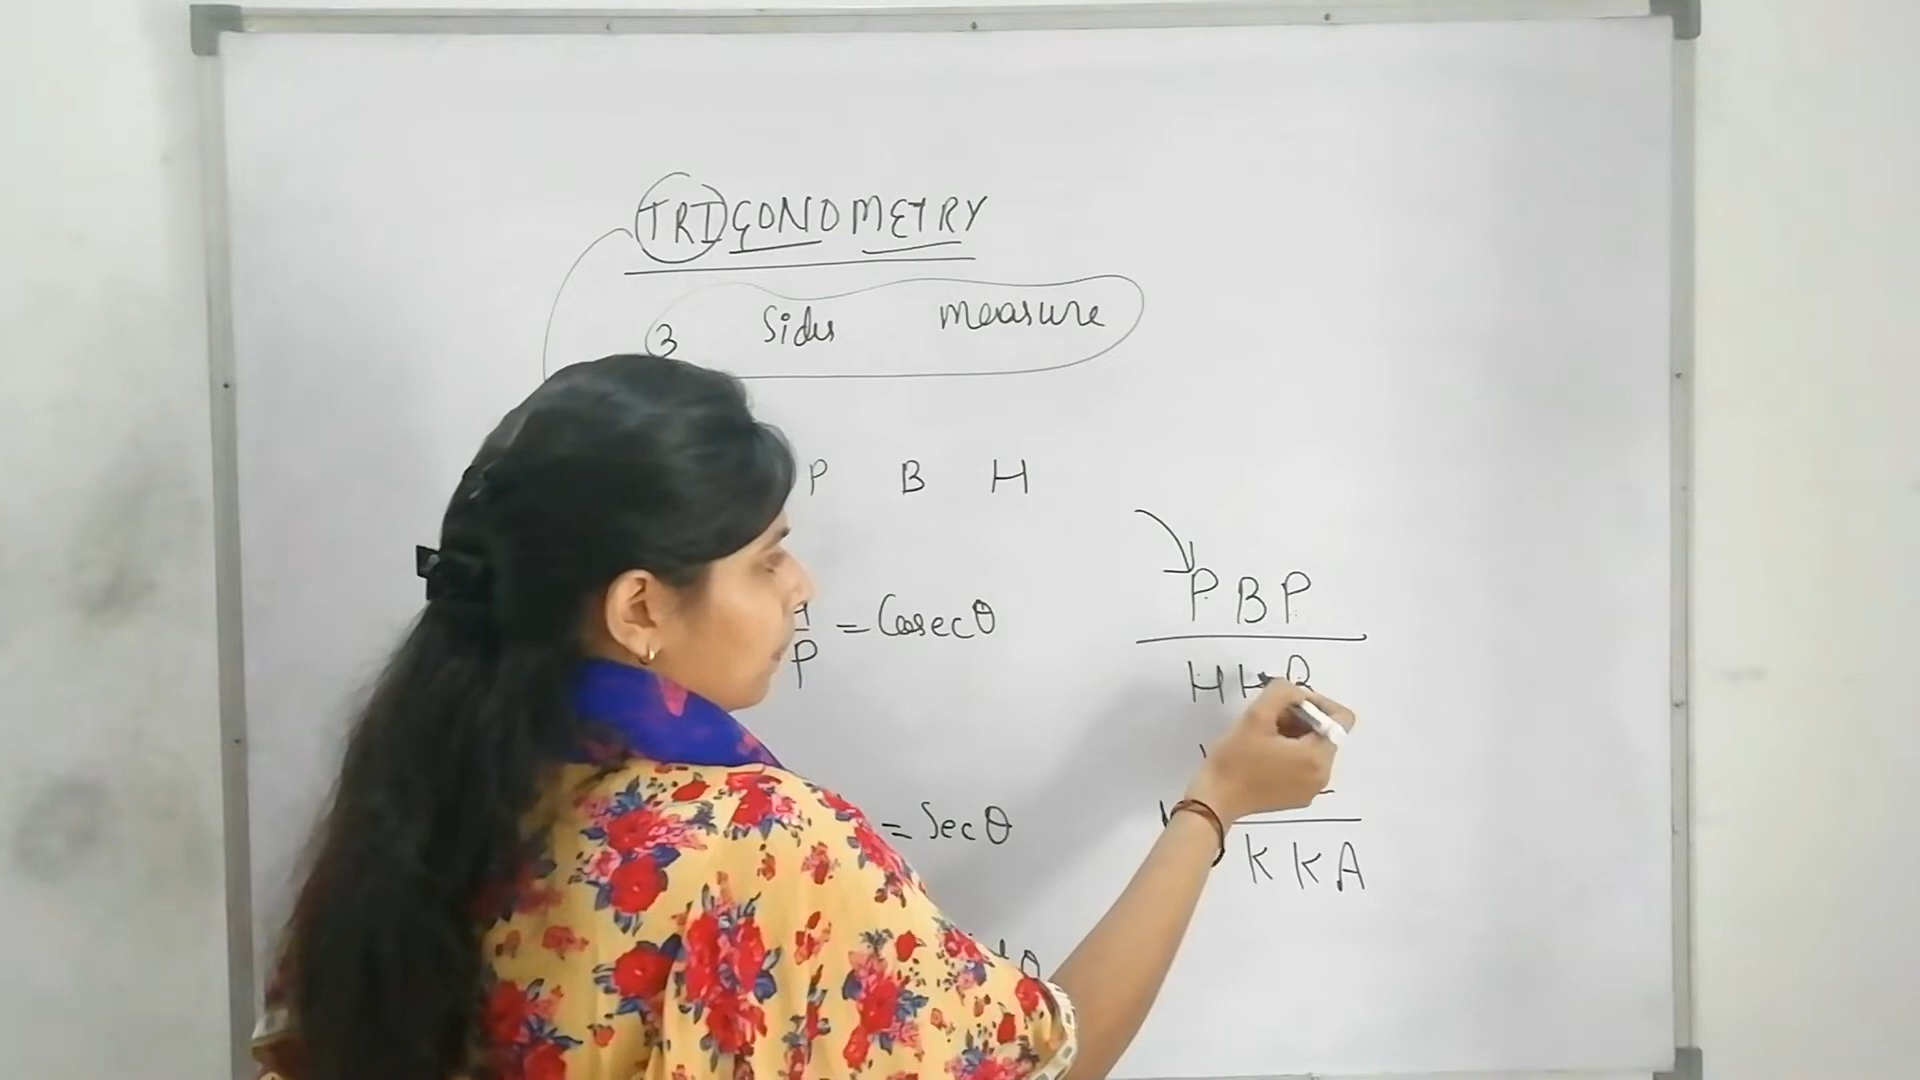 TRIGONOMETRY
3 Sides measure
P B H
P B P
= Cosecθ
P
H H B
= Secθ
K K A
θ